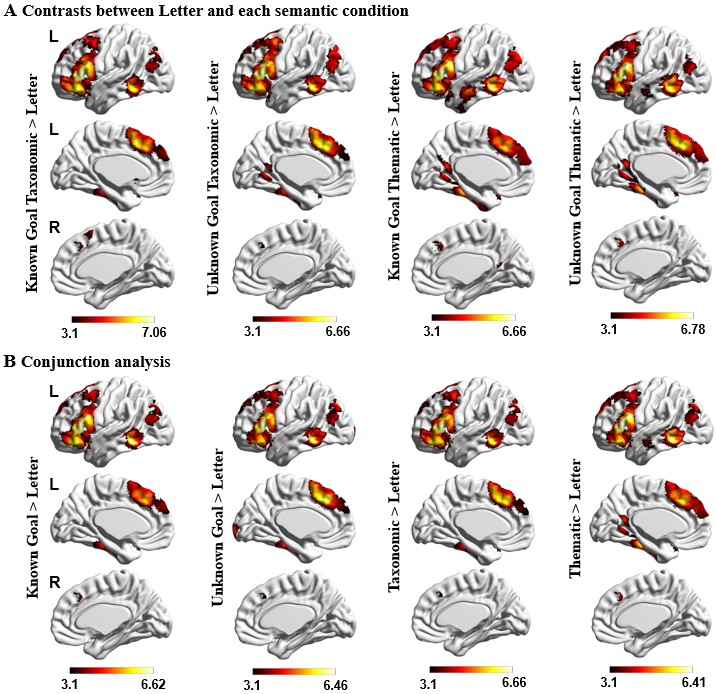 A Contrasts between Letter and each semantic condition
L
L
R
Known Goal Taxonomic > Letter
Unknown Goal Taxonomic > Letter
Known Goal Thematic > Letter
Unknown Goal Thematic > Letter
3.1 7.06
3.1 6.66
3.1 6.66
3.1 6.78
B Conjunction analysis
L
L
R
Known Goal > Letter
Unknown Goal > Letter
Taxonomic > Letter
Thematic > Letter
3.1 6.62
3.1 6.46
3.1 6.66
3.1 6.41